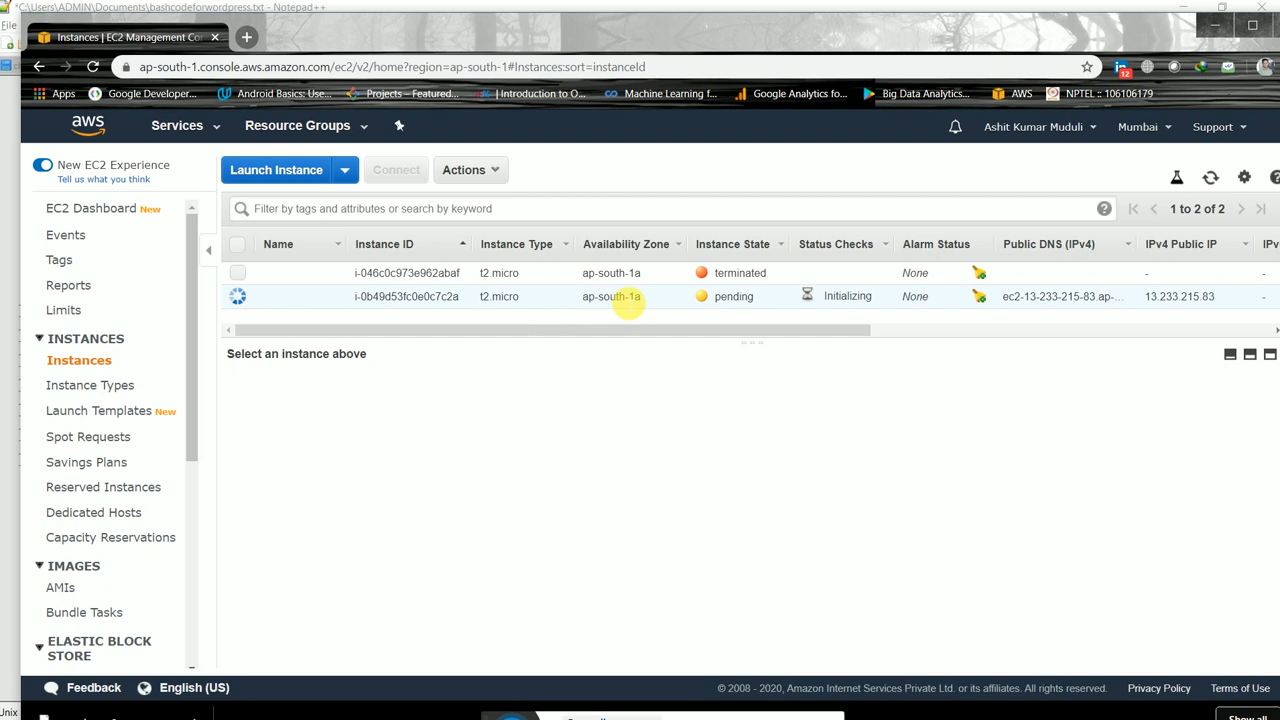 *C:\Users\ADMIN\Documents\bashcodeforwordpress.txt - Notepad++
File
Instances | EC2 Management Co
ap-south-1.console.aws.amazon.com/ec2/v2/home?region=ap-south-1#Instances:sort=instanceId
12
Apps Google Developer... Android Basics: Use... Projects – Featured... | Introduction to O... Machine Learning f... Google Analytics fo... Big Data Analytics... AWS NPTEL :: 106106179
aws Services Resource Groups Ashit Kumar Muduli Mumbai Support
New EC2 Experience
Tell us what you think
Launch Instance Connect Actions
EC2 Dashboard New
Events
Tags
Reports
Limits
INSTANCES
Instances
Instance Types
Launch Templates New
Spot Requests
Savings Plans
Reserved Instances
Dedicated Hosts
Capacity Reservations
IMAGES
AMIs
Bundle Tasks
ELASTIC BLOCK
STORE
Filter by tags and attributes or search by keyword 1 to 2 of 2
Name Instance ID Instance Type Availability Zone Instance State Status Checks Alarm Status Public DNS (IPv4) IPv4 Public IP IPv
i-046c0c973e962abaf t2.micro ap-south-1a terminated None - -
i-0b49d53fc0e0c7c2a t2.micro ap-south-1a pending Initializing None ec2-13-233-215-83.ap-... 13.233.215.83 -
Select an instance above
Feedback English (US) © 2008 - 2020, Amazon Internet Services Private Ltd. or its affiliates. All rights reserved. Privacy Policy Terms of Use
Unix
Show all